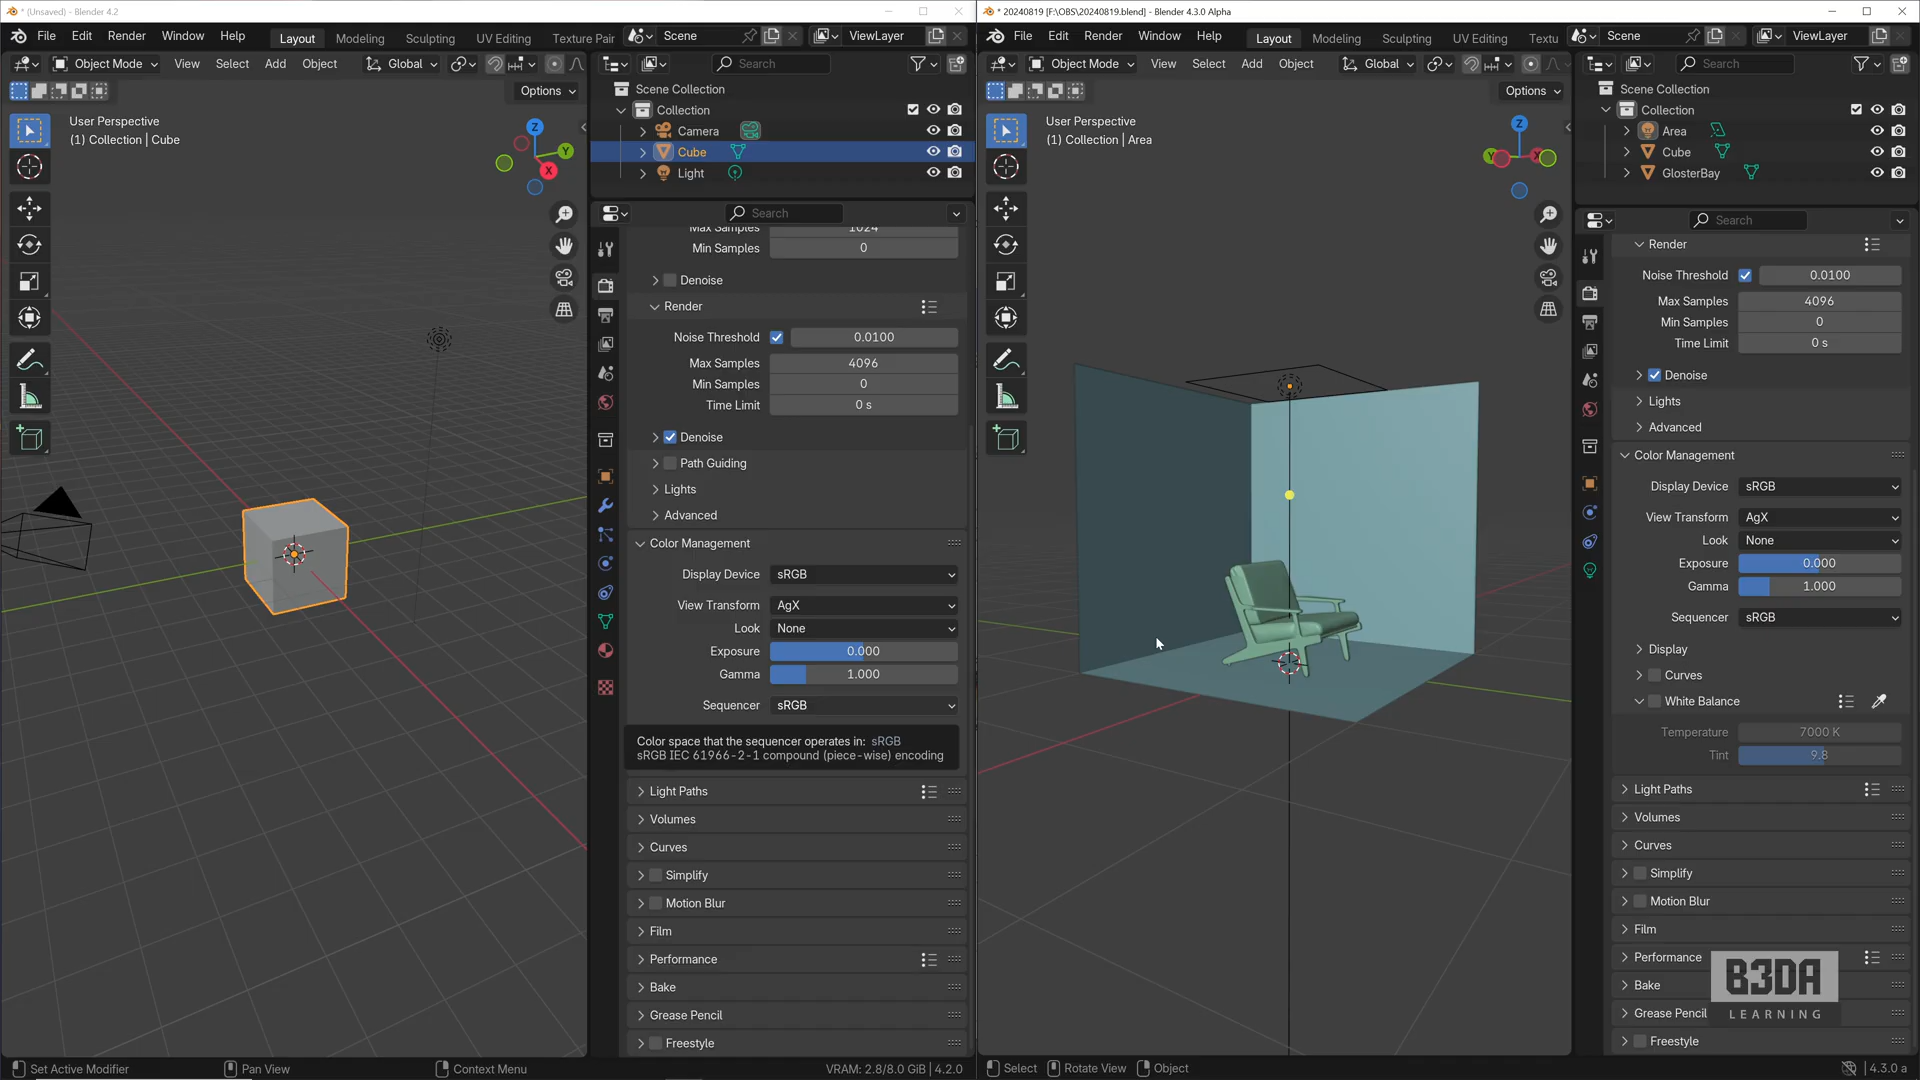 * (Unsaved) - Blender 4.2
File Edit Render Window Help Layout Modeling Sculpting UV Editing Texture Pair Scene ViewLayer
Object Mode View Select Add Object Global Search
Options
User Perspective
(1) Collection | Cube
Z
Y
X
Scene Collection
Collection
Camera
Cube
Light
Search
Max Samples 1024
Min Samples 0
Denoise
Render
Noise Threshold 0.0100
Max Samples 4096
Min Samples 0
Time Limit 0 s
Denoise
Path Guiding
Lights
Advanced
Color Management
Display Device sRGB
View Transform AgX
Look None
Exposure 0.000
Gamma 1.000
Sequencer sRGB
Color space that the sequencer operates in: sRGB
sRGB IEC 61966-2-1 compound (piece-wise) encoding
Light Paths
Volumes
Curves
Simplify
Motion Blur
Film
Performance
Bake
Grease Pencil
Freestyle
Set Active Modifier Pan View Context Menu VRAM: 2.8/8.0 GiB | 4.2.0
* 20240819 [F:\OBS\20240819.blend] - Blender 4.3.0 Alpha
File Edit Render Window Help Layout Modeling Sculpting UV Editing Textu Scene ViewLayer
Object Mode View Select Add Object Global Search
Options
User Perspective
(1) Collection | Area
Z
Y
X
Scene Collection
Collection
Area
Cube
GlosterBay
Search
Render
Noise Threshold 0.0100
Max Samples 4096
Min Samples 0
Time Limit 0 s
Denoise
Lights
Advanced
Color Management
Display Device sRGB
View Transform AgX
Look None
Exposure 0.000
Gamma 1.000
Sequencer sRGB
Display
Curves
White Balance
Temperature 7000 K
Tint 9.8
Light Paths
Volumes
Curves
Simplify
Motion Blur
Film
Performance
Bake
Grease Pencil
Freestyle
B3DA
LEARNING
Select Rotate View Object 4.3.0 a